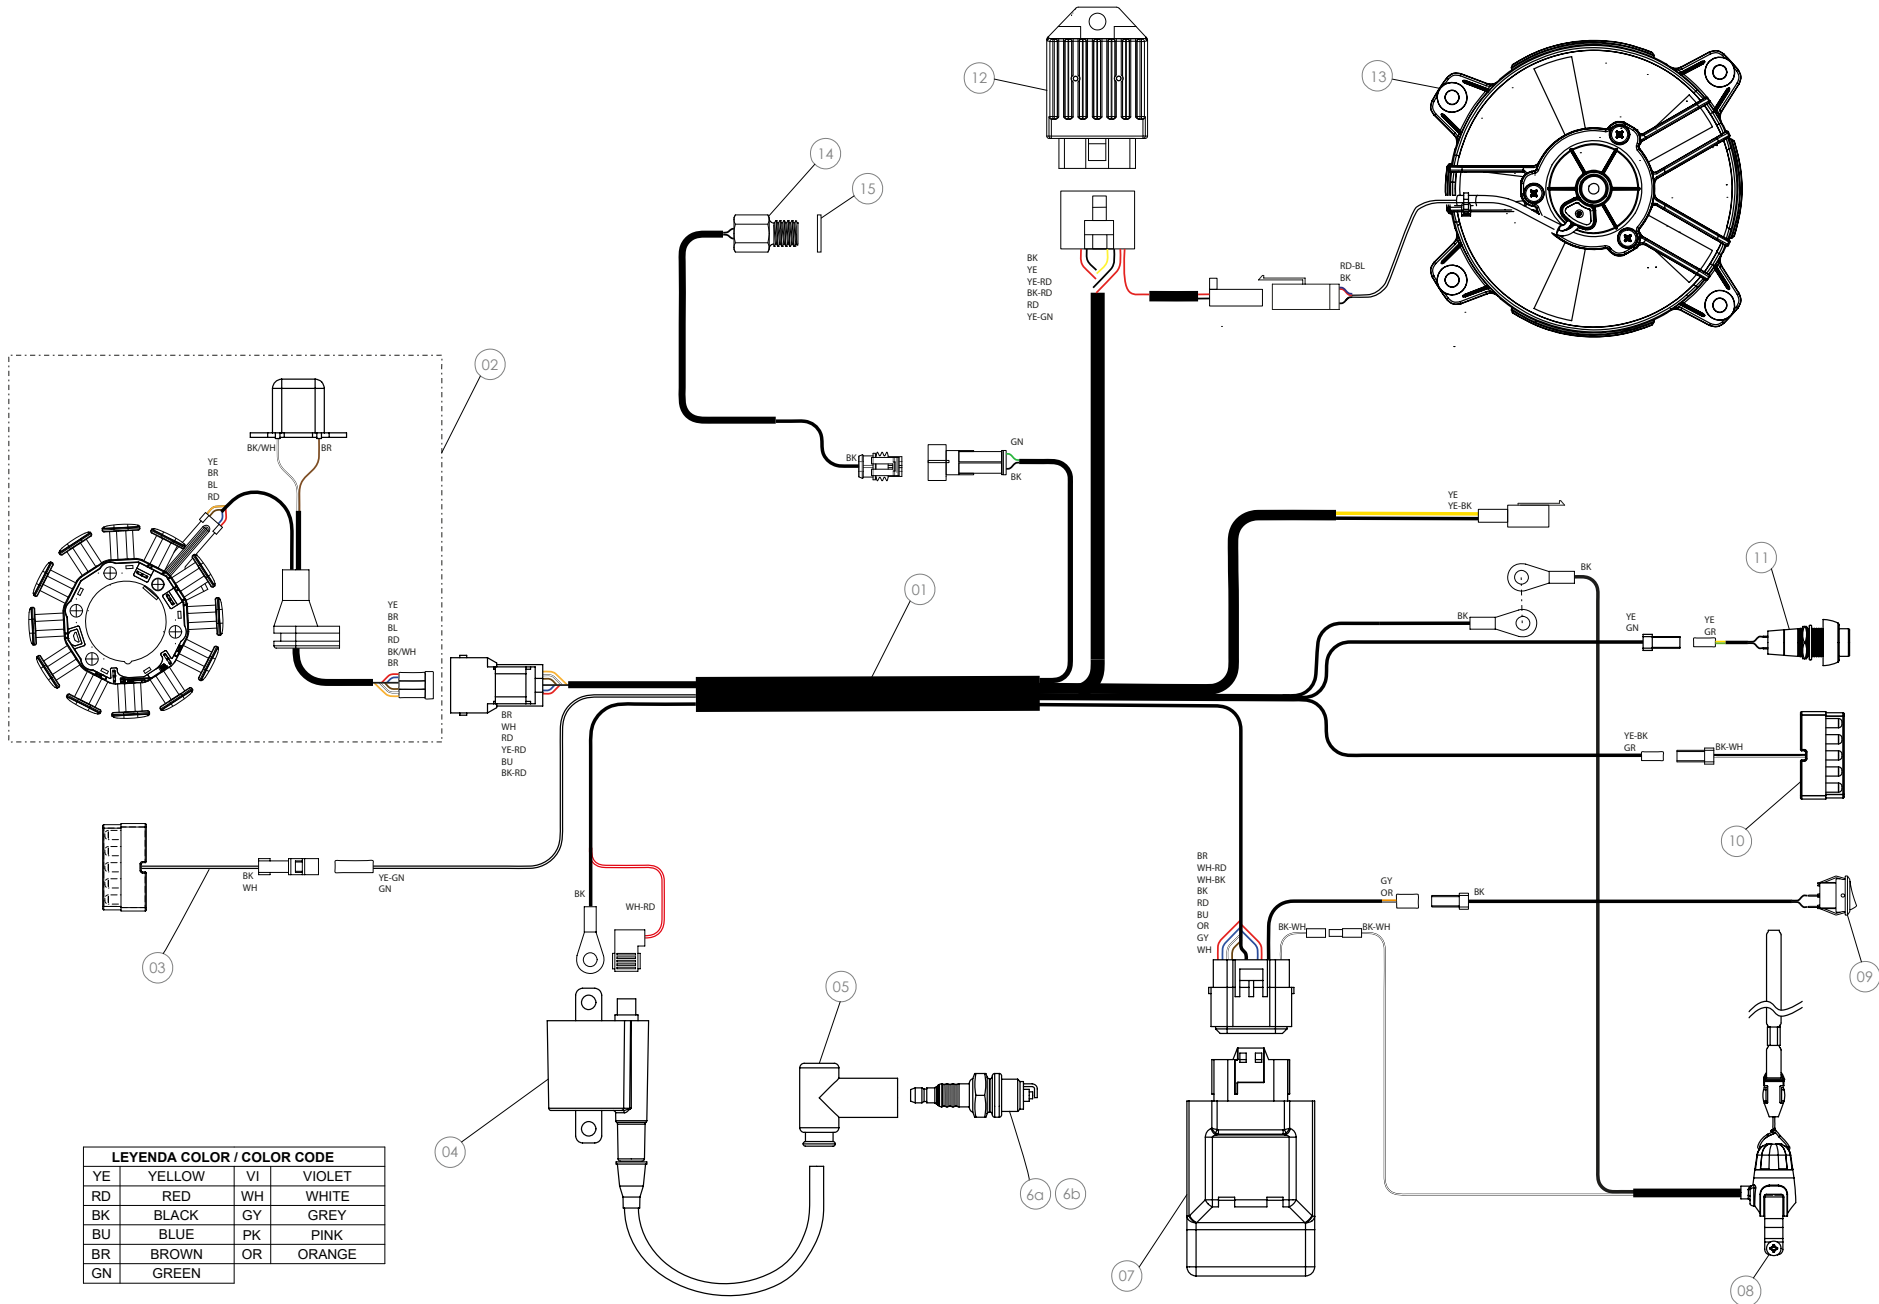 12
13
14
15
BK
YE
YE-RD
BK-RD
RD
YE-GN
RD-BL
BK
02
BK/WH
BR
YE
BR
BL
RD
GN
BK
BK
YE
YE-BK
11
BK
BK
YE
GN
YE
GR
01
YE
BR
BL
RD
BK/WH
BR
BR
WH
RD
YE-RD
BU
BK-RD
YE-BK
GR
BK-WH
10
BK
WH
YE-GN
GN
03
BK
WH-RD
BR
WH-RD
WH-BK
BK
RD
BU
OR
GY
WH
GY
OR
BK
BK-WH
BK-WH
09
05
04
6a
6b
07
08
LEYENDA COLOR / COLOR CODE
YE YELLOW VI VIOLET
RD RED WH WHITE
BK BLACK GY GREY
BU BLUE PK PINK
BR BROWN OR ORANGE
GN GREEN